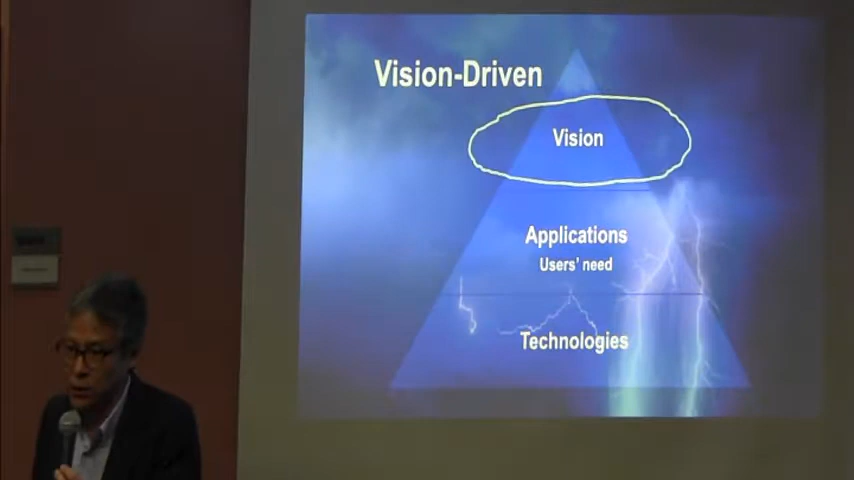 Vision-Driven
Vision
Applications
Users' need
Technologies